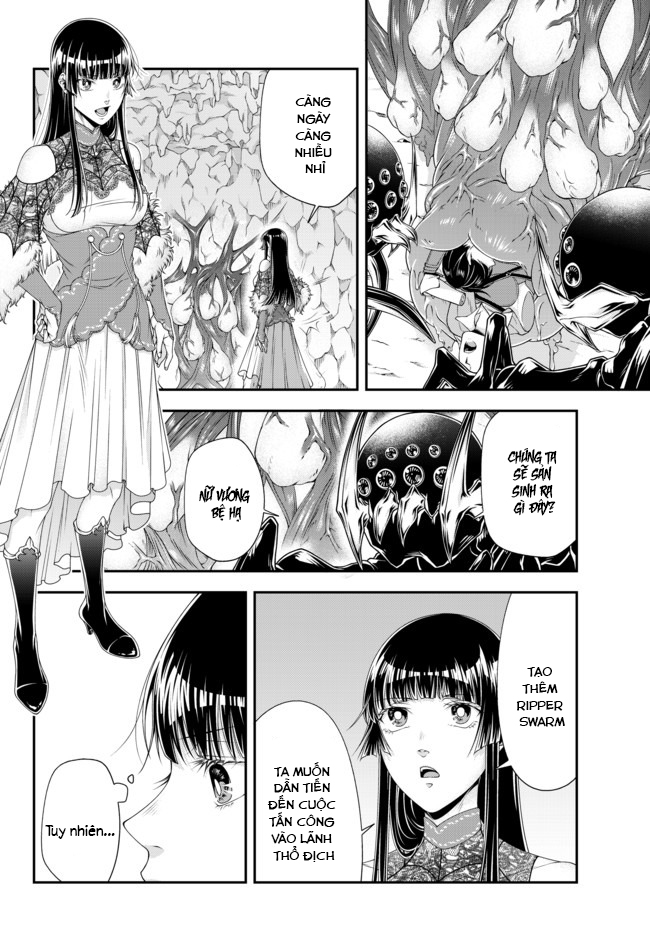 CÀNG
NGÀY
CÀNG
NHIỀU
NHỈ
CHÚNG TA
SẼ SẢN
SINH RA
GÌ ĐÂY?
NỮ VƯƠNG
BỆ HẠ
TẠO
THÊM
RIPPER
SWARM
TA MUỐN
DẦN TIẾN
ĐẾN CUỘC
TẤN CÔNG
VÀO LÃNH
THỔ ĐỊCH
Tuy nhiên...